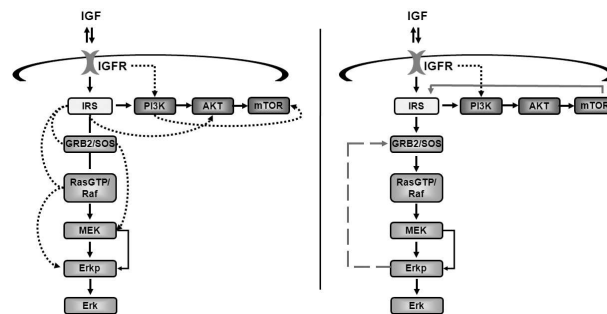 IGF
IGFR
IRS
PI3K
AKT
mTOR
GRB2/SOS
RasGTP/
Raf
MEK
Erkp
Erk
IGF
IGFR
IRS
PI3K
AKT
mTOR
GRB2/SOS
RasGTP/
Raf
MEK
Erkp
Erk